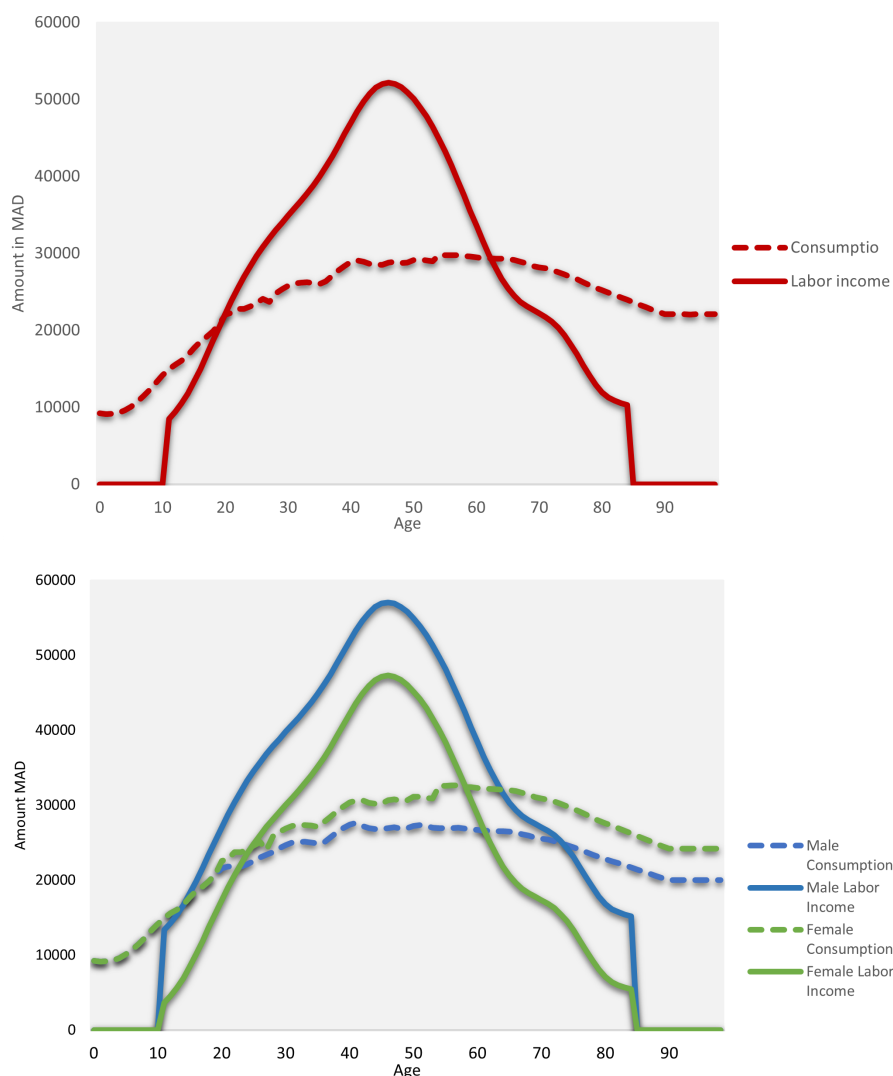 60000
50000
40000
30000
20000
10000
0
Amount in MAD
0 10 20 30 40 50 60 70 80 90
Age
Consumptio
Labor income
60000
50000
40000
30000
20000
10000
0
Amount MAD
0 10 20 30 40 50 60 70 80 90
Age
Male
Consumption
Male Labor
Income
Female
Consumption
Female Labor
Income